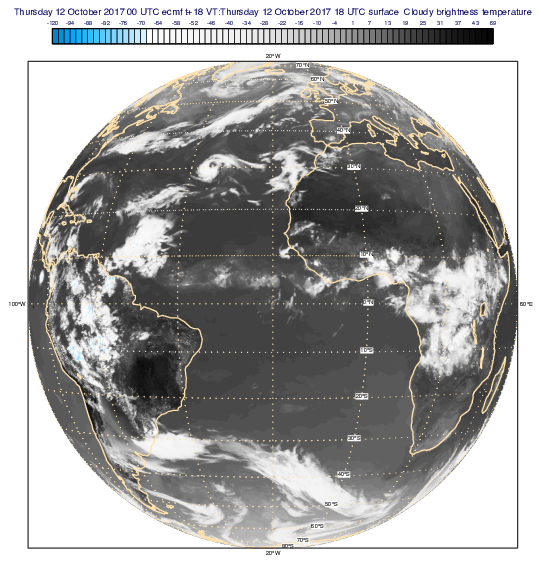 Thursday 12 October 2017 00 UTC ecmf t+18 VT:Thursday 12 October 2017 18 UTC surface Cloudy brightness temperature
-120 -96 -88 -82 -76 -70 -64 -58 -52 -46 -40 -34 -28 -22 -16 -10 -4 1 7 13 19 25 31 37 43 69
20°W
70°N
60°N
50°N
40°N
30°N
20°N
10°N
100°W 0°N 60°E
10°S
20°S
30°S
40°S
50°S
60°S
70°S
80°S
20°W